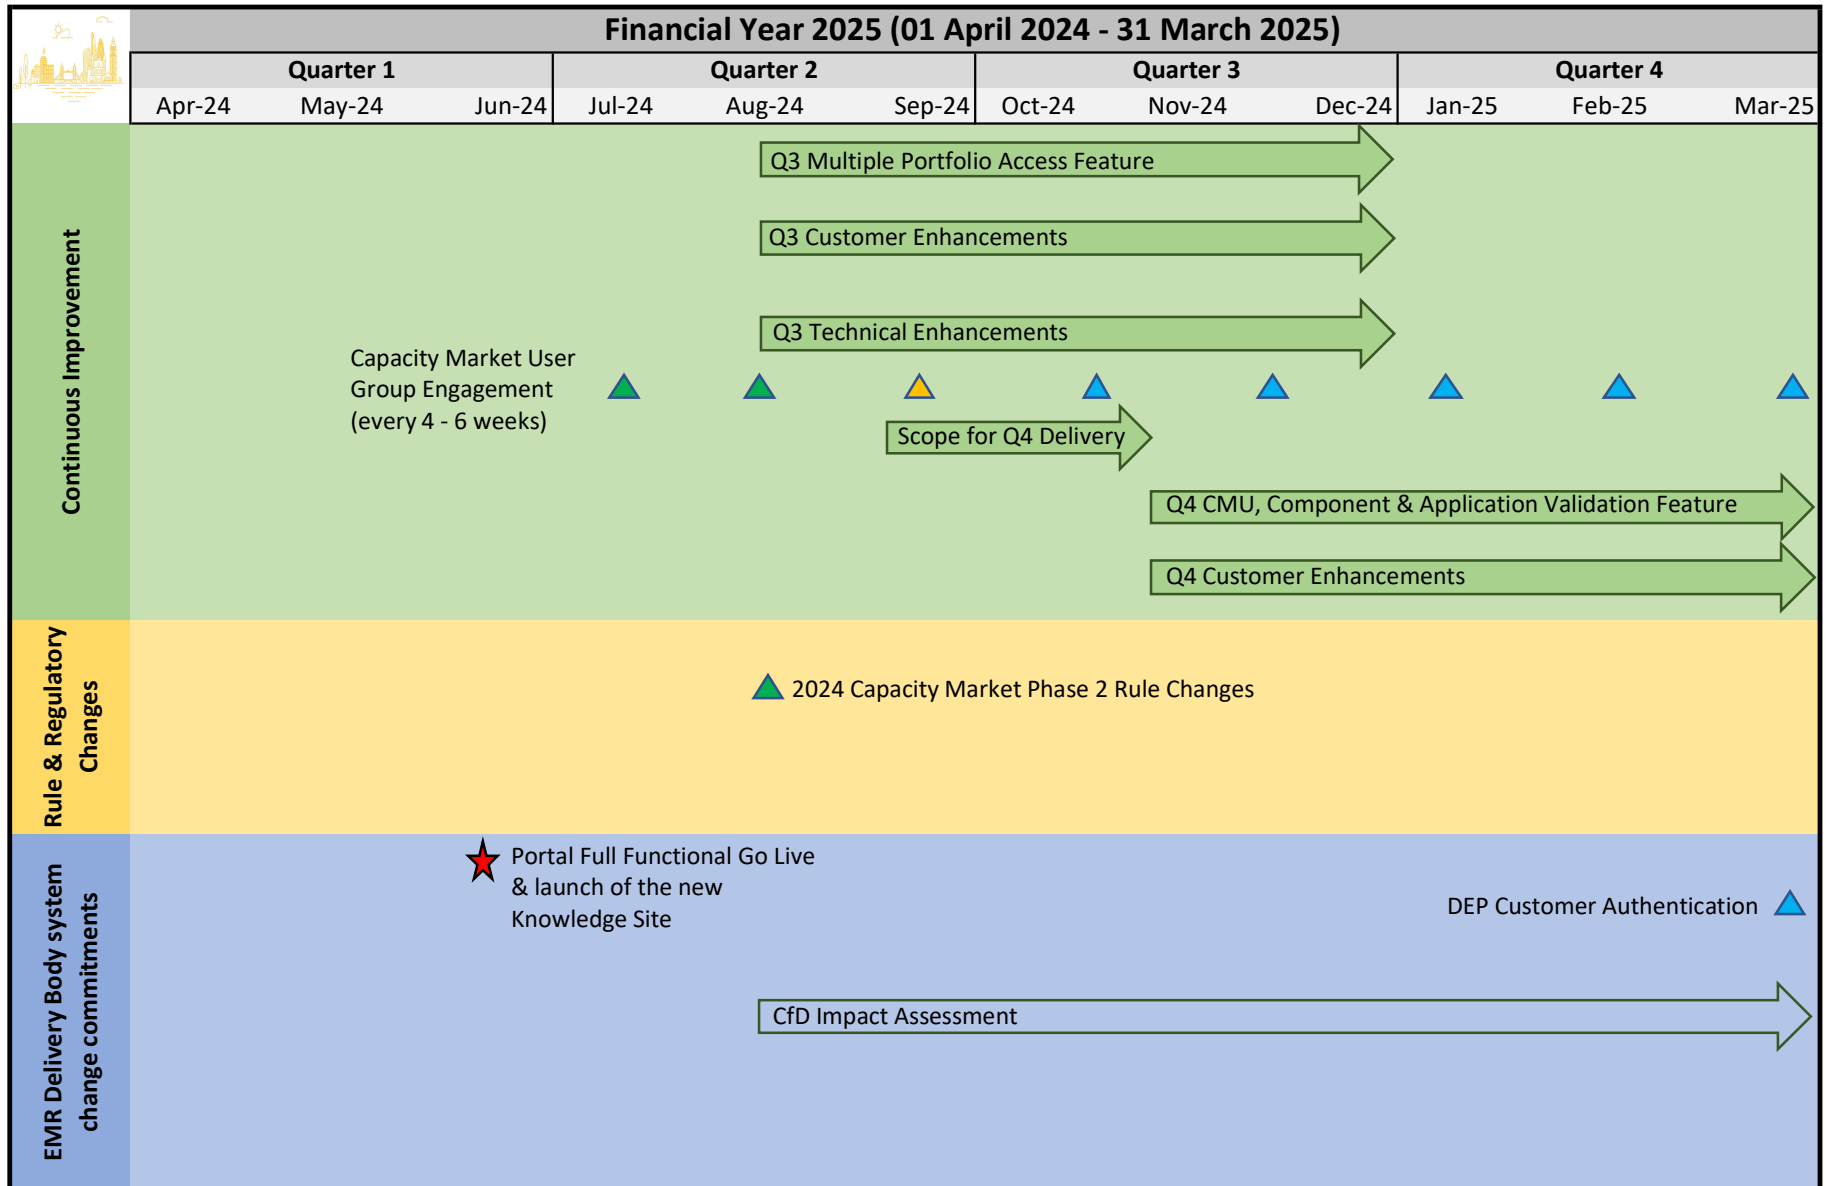 Financial Year 2025 (01 April 2024 - 31 March 2025)
Quarter 1 Quarter 2 Quarter 3 Quarter 4
Apr-24 May-24 Jun-24 Jul-24 Aug-24 Sep-24 Oct-24 Nov-24 Dec-24 Jan-25 Feb-25 Mar-25
Continuous Improvement
Q3 Multiple Portfolio Access Feature
Q3 Customer Enhancements
Q3 Technical Enhancements
Capacity Market User
Group Engagement
(every 4 - 6 weeks)
Scope for Q4 Delivery
Q4 CMU, Component & Application Validation Feature
Q4 Customer Enhancements
Rule & Regulatory
Changes
2024 Capacity Market Phase 2 Rule Changes
EMR Delivery Body system
change commitments
Portal Full Functional Go Live
& launch of the new
Knowledge Site
DEP Customer Authentication
CfD Impact Assessment